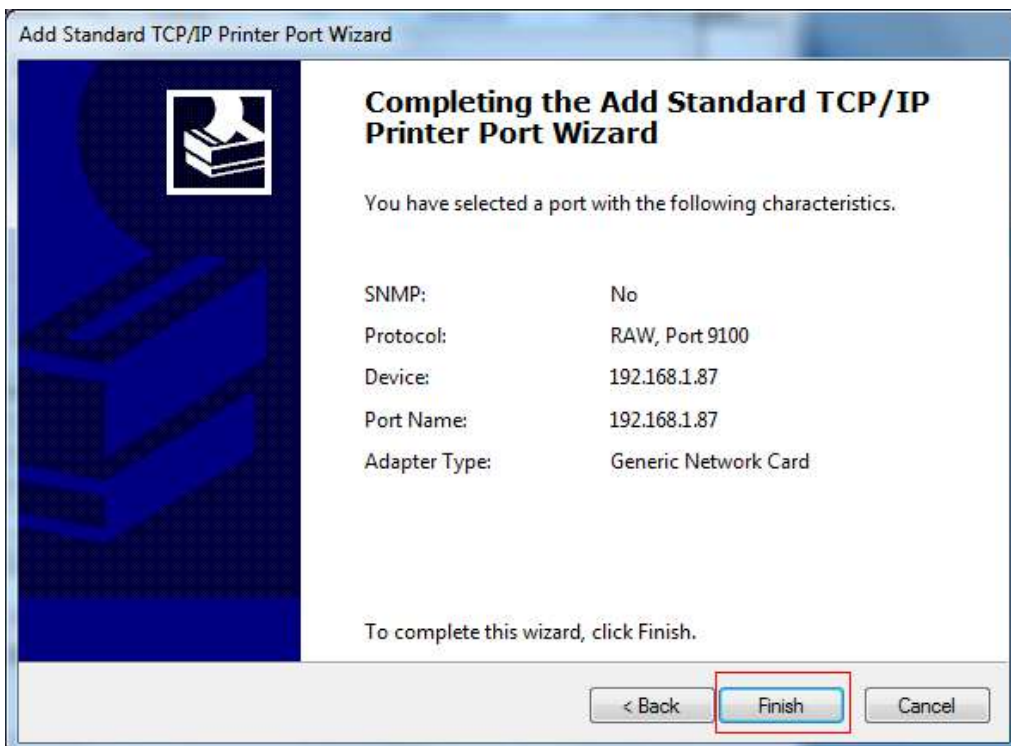 Add Standard TCP/IP Printer Port Wizard
Completing the Add Standard TCP/IP
Printer Port Wizard
You have selected a port with the following characteristics.
SNMP: No
Protocol: RAW, Port 9100
Device: 192.168.1.87
Port Name: 192.168.1.87
Adapter Type: Generic Network Card
To complete this wizard, click Finish.
< Back Finish Cancel